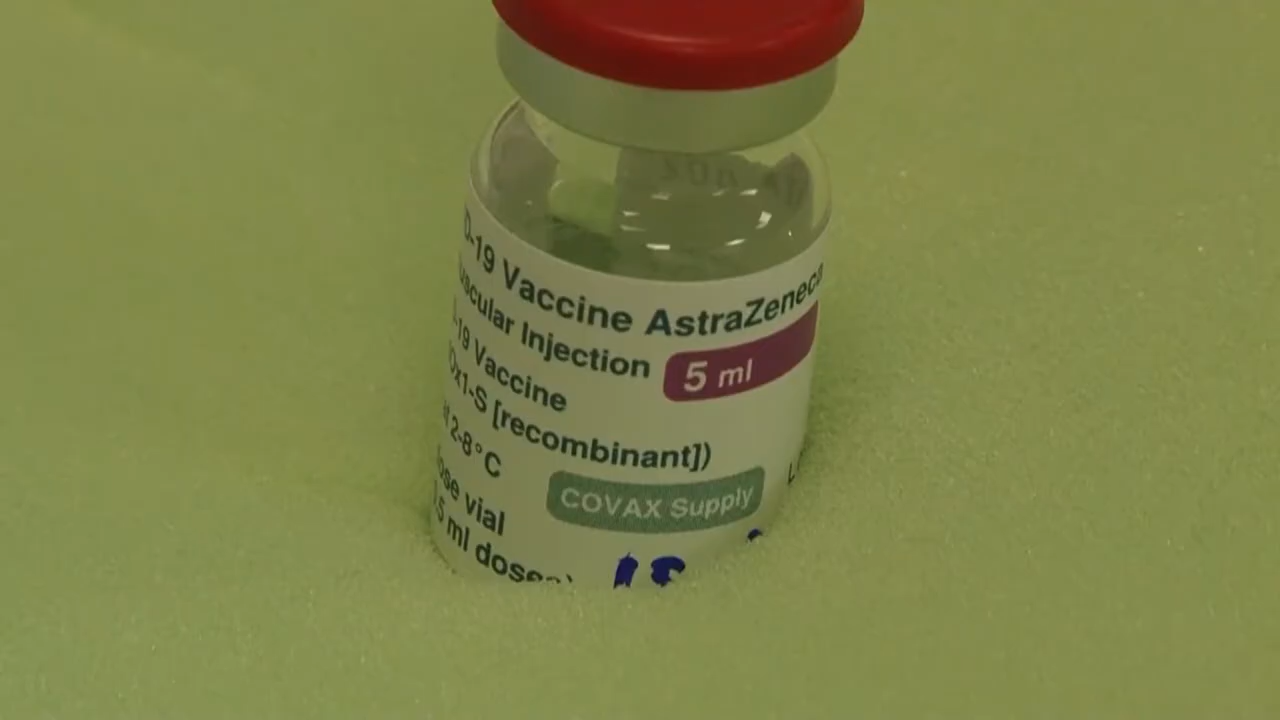 D-19 Vaccine AstraZeneca
uscular Injection
5 ml
-19 Vaccine
Ox1-S [recombinant])
2-8°C
COVAX Supply
ose vial
5 ml doses)